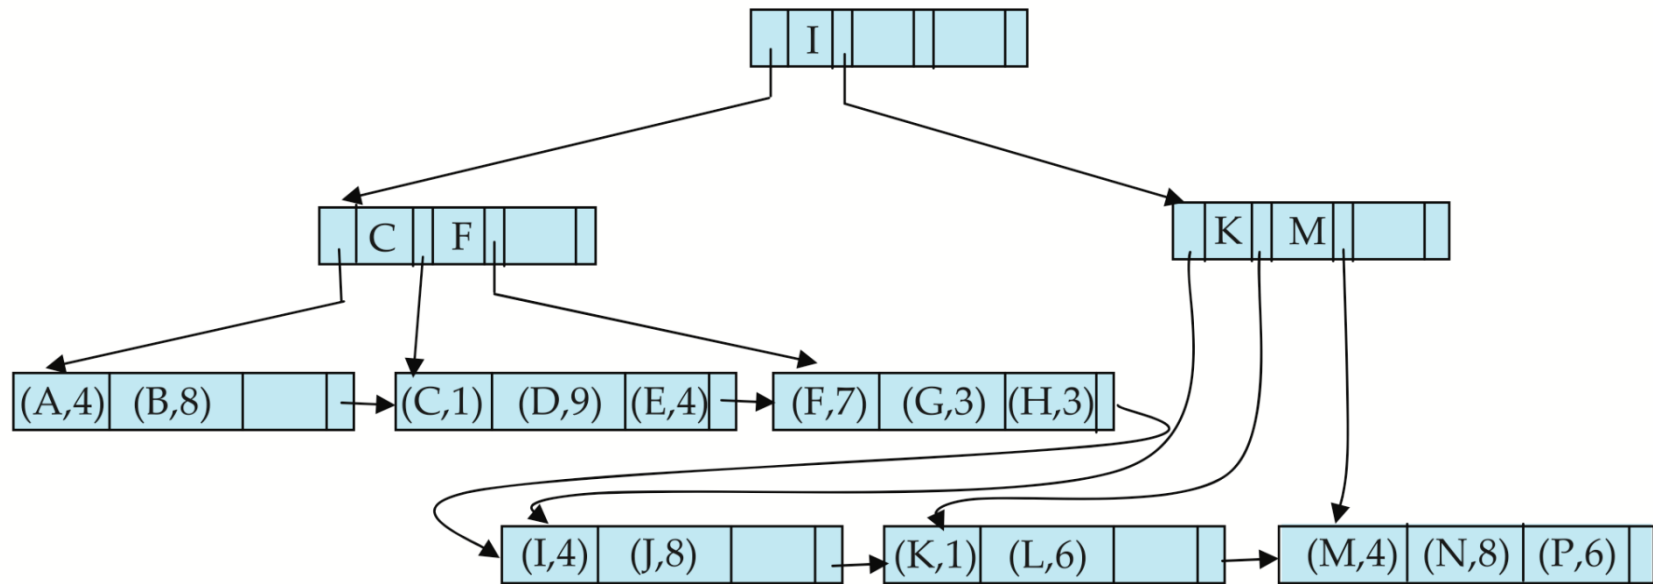 I
C F
K M
(A,4) (B,8) (C,1) (D,9) (E,4) (F,7) (G,3) (H,3)
(I,4) (J,8) (K,1) (L,6) (M,4) (N,8) (P,6)